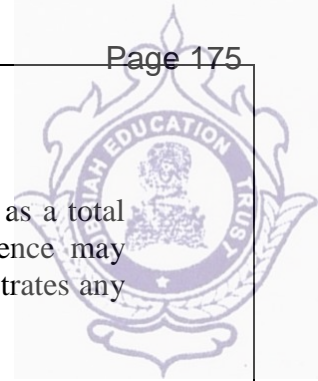 Page 175
EDUCATION
TRUST
as a total
ence may
trates any